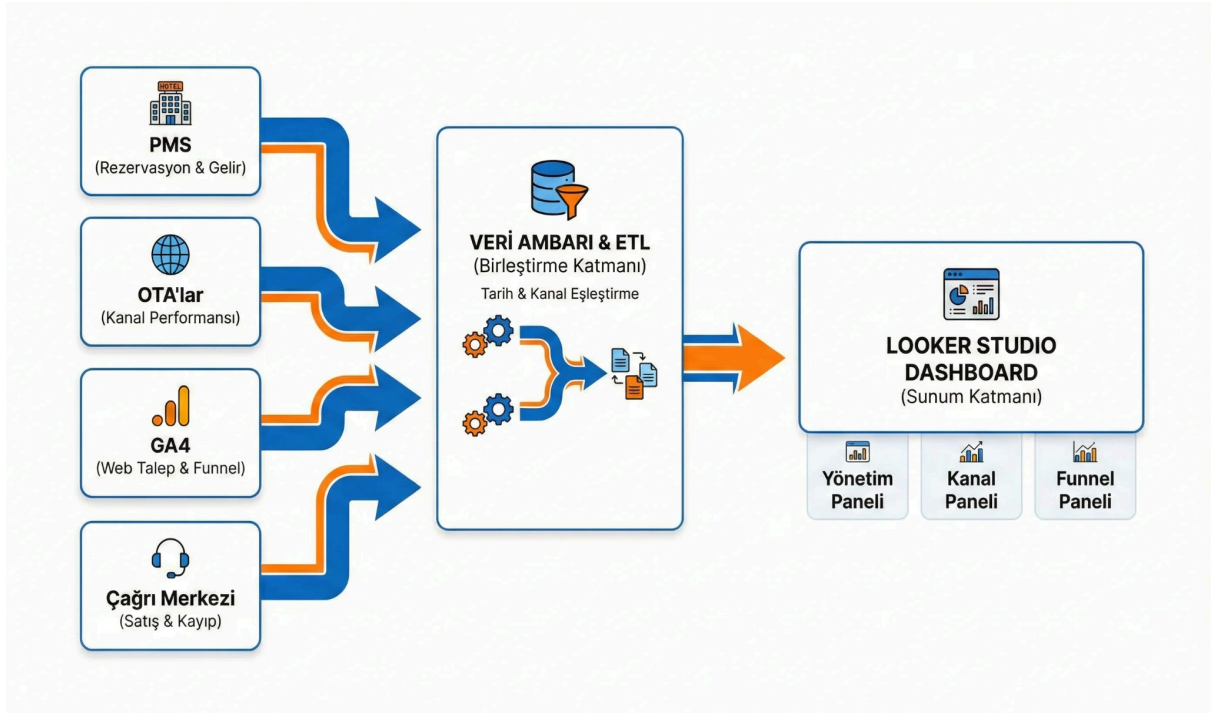 HOTEL
PMS
(Rezervasyon & Gelir)
OTA'lar
(Kanal Performansı)
GA4
(Web Talep & Funnel)
Çağrı Merkezi
(Satış & Kayıp)
VERİ AMBARI & ETL
(Birleştirme Katmanı)
Tarih & Kanal Eşleştirme
LOOKER STUDIO
DASHBOARD
(Sunum Katmanı)
Yönetim
Paneli
Kanal
Paneli
Funnel
Paneli